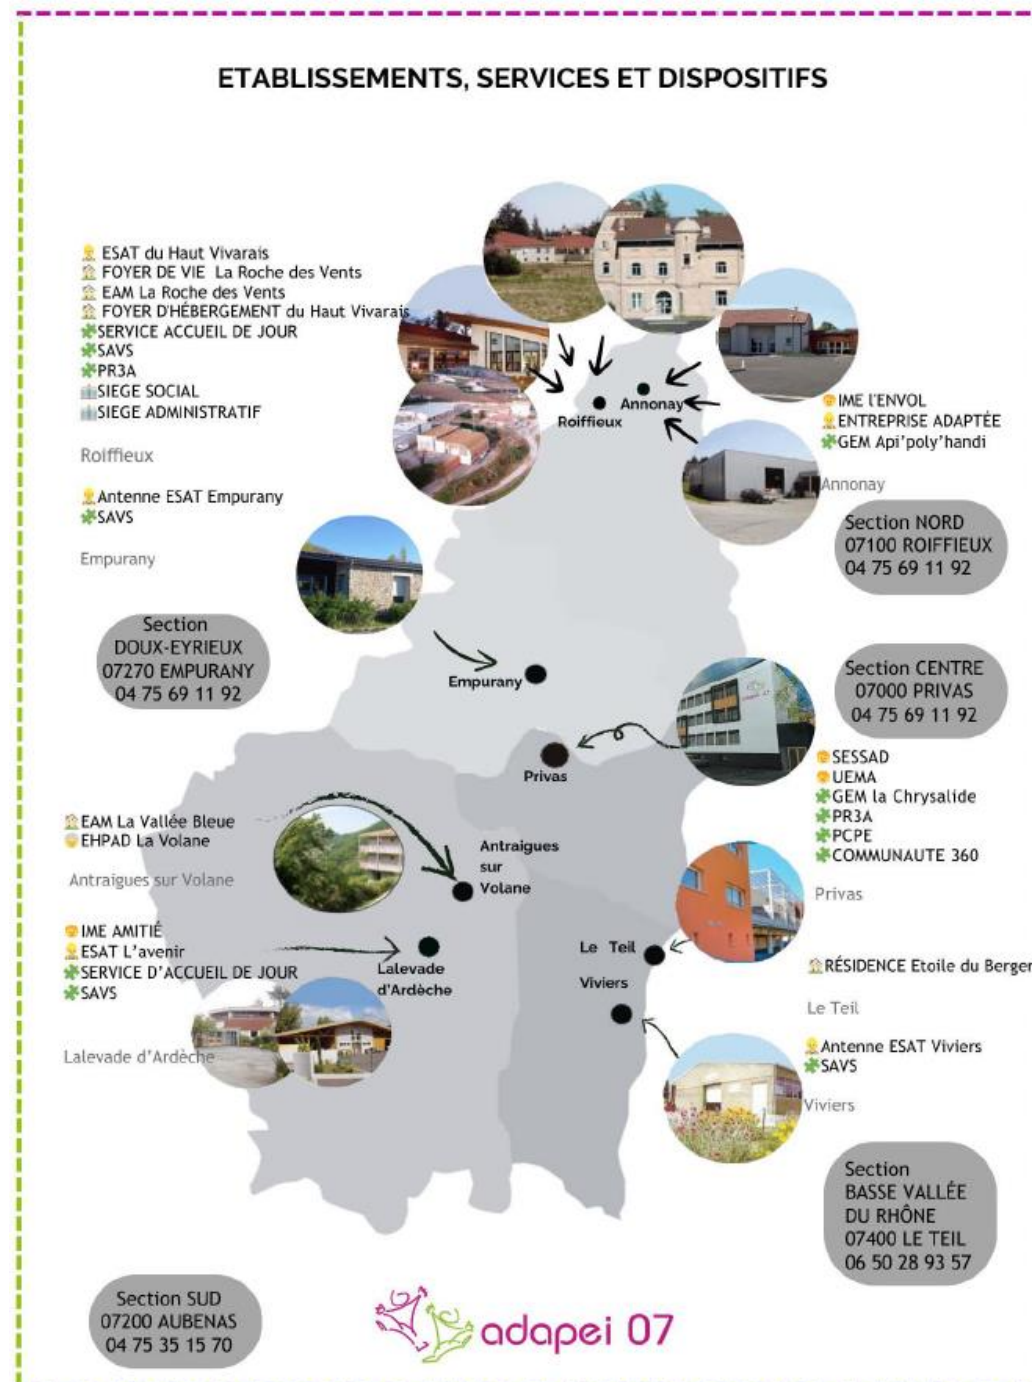 ETABLISSEMENTS, SERVICES ET DISPOSITIFS
ESAT du Haut Vivarais
FOYER DE VIE La Roche des Vents
EAM La Roche des Vents
FOYER D'HÉBERGEMENT du Haut Vivarais
SERVICE ACCUEIL DE JOUR
SAVS
PR3A
SIEGE SOCIAL
SIEGE ADMINISTRATIF
Roiffieux
Antenne ESAT Empurany
SAVS
Empurany
Section
DOUX-EYRIEUX
07270 EMPURANY
04 75 69 11 92
Roiffieux
Annonay
IME l'ENVOL
ENTREPRISE ADAPTÉE
GEM Api'poly'handi
Annonay
Section NORD
07100 ROIFFIEUX
04 75 69 11 92
Empurany
Section CENTRE
07000 PRIVAS
04 75 69 11 92
Privas
SESSAD
UEMA
GEM la Chrysalide
PR3A
PCPE
COMMUNAUTE 360
Privas
EAM La Vallée Bleue
EHPAD La Volane
Antraigues sur Volane
Antraigues
sur
Volane
IME AMITIÉ
ESAT L'avenir
SERVICE D'ACCUEIL DE JOUR
SAVS
Lalevade d'Ardèche
Lalevade
d'Ardèche
Le Teil
Viviers
RÉSIDENCE Etoile du Berger
Le Teil
Antenne ESAT Viviers
SAVS
Viviers
Section
BASSE VALLÉE
DU RHÔNE
07400 LE TEIL
06 50 28 93 57
Section SUD
07200 AUBENAS
04 75 35 15 70
adapei 07